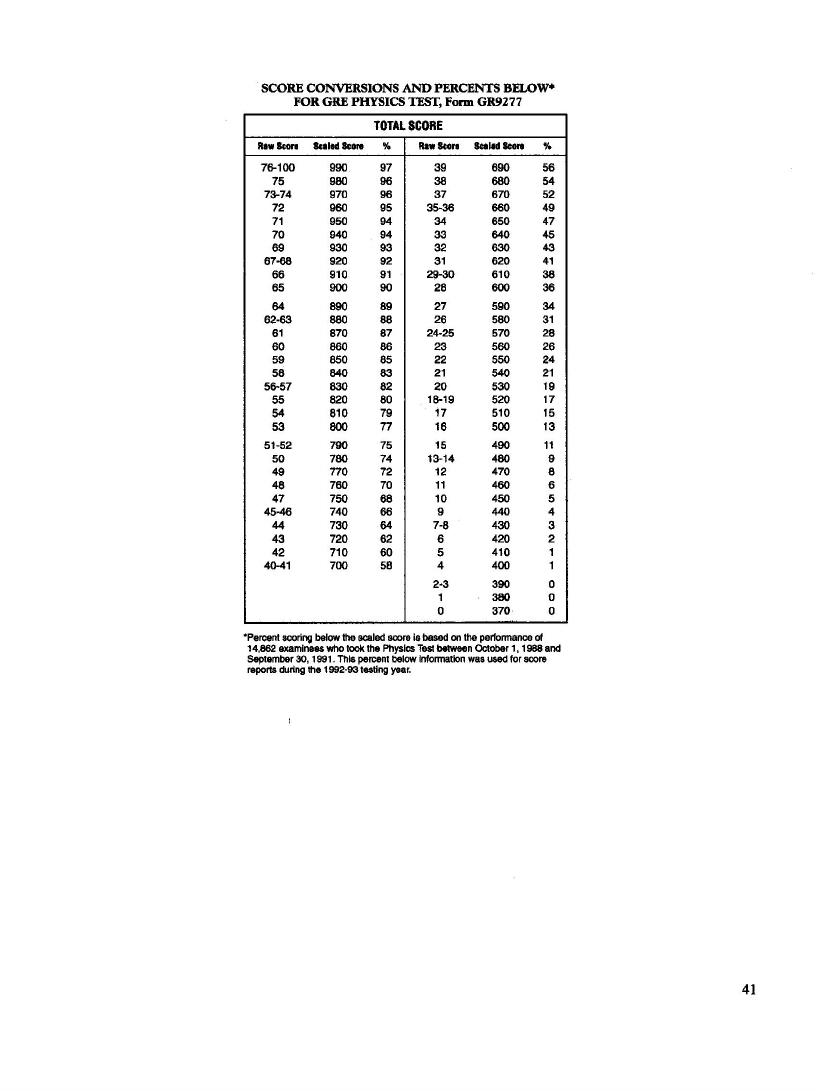 SCORE CONVERSIONS AND PERCENTS BELOW*
FOR GRE PHYSICS TEST, Form GR9277
TOTAL SCORE
Raw Score Scaled Score % Raw Score Scaled Score %
76-100 990 97 39 690 56
75 980 96 38 680 54
73-74 970 96 37 670 52
72 960 95 35-36 660 49
71 950 94 34 650 47
70 940 94 33 640 45
69 930 93 32 630 43
67-68 920 92 31 620 41
66 910 91 29-30 610 38
65 900 90 28 600 36
64 890 89 27 590 34
62-63 880 88 26 580 31
61 870 87 24-25 570 28
60 860 86 23 560 26
59 850 85 22 550 24
58 840 83 21 540 21
56-57 830 82 20 530 19
55 820 80 18-19 520 17
54 810 79 17 510 15
53 800 77 16 500 13
51-52 790 75 15 490 11
50 780 74 13-14 480 9
49 770 72 12 470 8
48 760 70 11 460 6
47 750 68 10 450 5
45-46 740 66 9 440 4
44 730 64 7-8 430 3
43 720 62 6 420 2
42 710 60 5 410 1
40-41 700 58 4 400 1
2-3 390 0
1 380 0
0 370 0
*Percent scoring below the scaled score is based on the performance of
14,862 examinees who took the Physics Test between October 1, 1988 and
September 30, 1991. This percent below information was used for score
reports during the 1992-93 testing year.
41